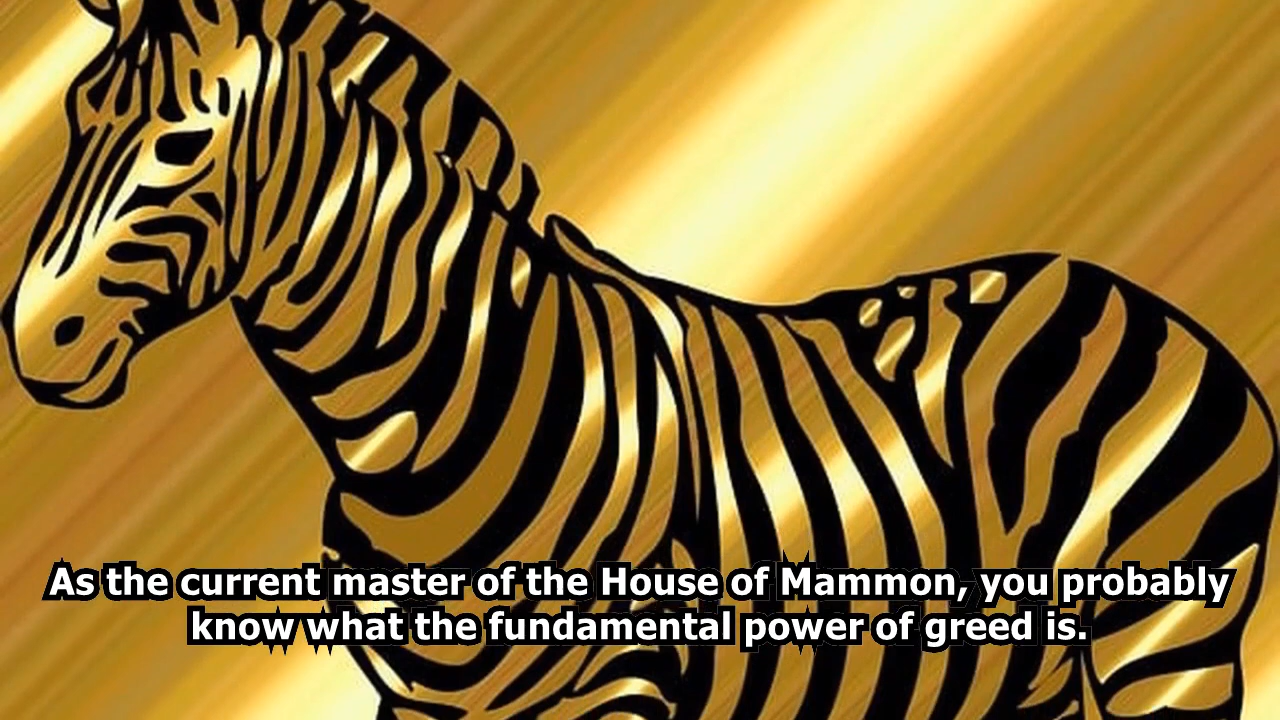 As the current master of the House of Mammon, you probably
know what the fundamental power of greed is.